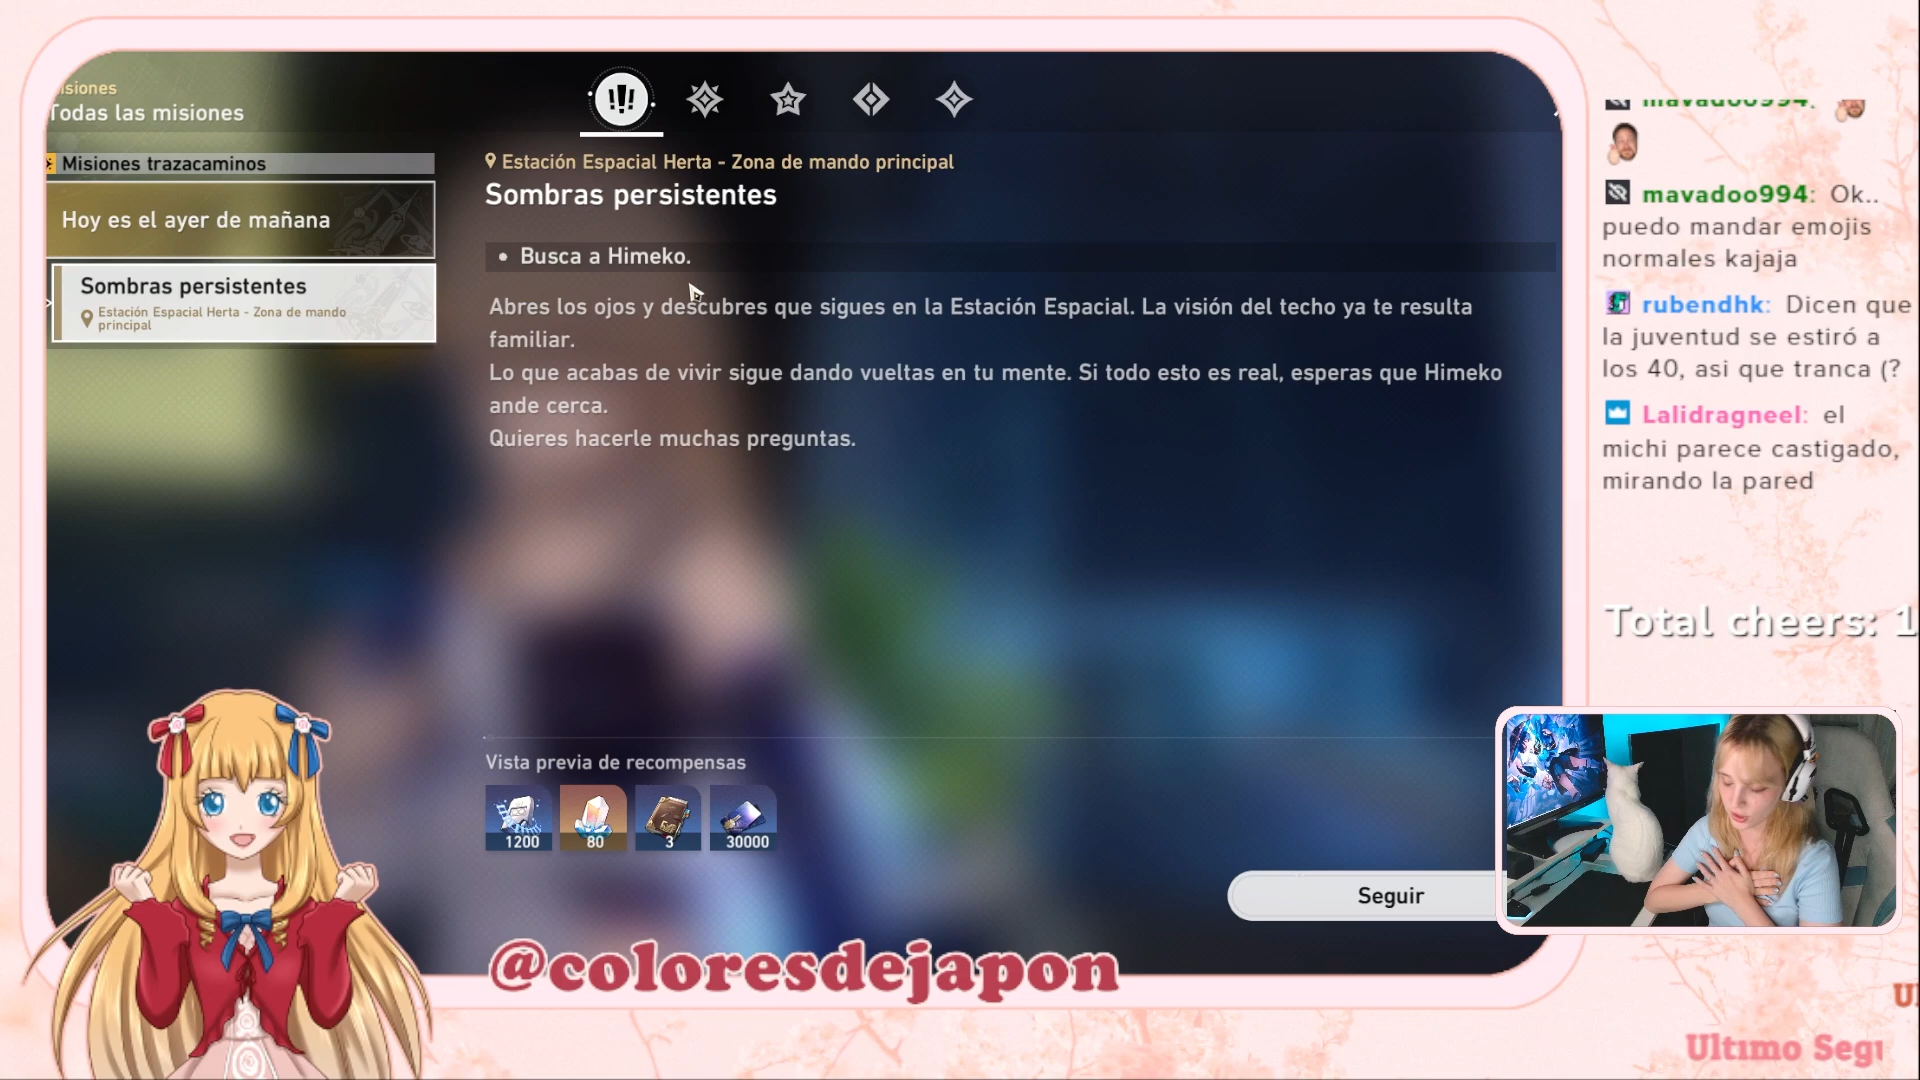 isiones
Todas las misiones
Misiones trazacaminos
Hoy es el ayer de mañana
Sombras persistentes
Estación Espacial Herta - Zona de mando
principal
Estación Espacial Herta - Zona de mando principal
Sombras persistentes
• Busca a Himeko.
Abres los ojos y descubres que sigues en la Estación Espacial. La visión del techo ya te resulta
familiar.
Lo que acabas de vivir sigue dando vueltas en tu mente. Si todo esto es real, esperas que Himeko
ande cerca.
Quieres hacerle muchas preguntas.
Vista previa de recompensas
1200
80
3
30000
Seguir
@coloresdejapon
mavadoo994:
mavadoo994: Ok..
puedo mandar emojis
normales kajaja
rubendhk: Dicen que
la juventud se estiró a
los 40, asi que tranca (?
Lalidragneel: el
michi parece castigado,
mirando la pared
Total cheers: 1
Ultimo Segu